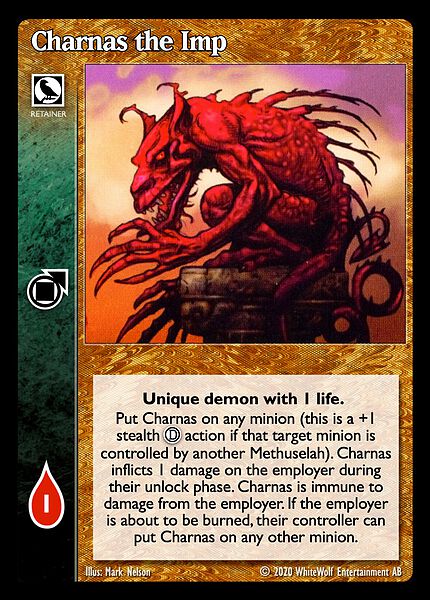 Charnas the Imp
RETAINER
Unique demon with 1 life.
Put Charnas on any minion (this is a +1
stealth Ⓓ action if that target minion is
controlled by another Methuselah). Charnas
inflicts 1 damage on the employer during
their unlock phase. Charnas is immune to
damage from the employer. If the employer
is about to be burned, their controller can
put Charnas on any other minion.
1
Illus: Mark Nelson
© 2020 WhiteWolf Entertainment AB